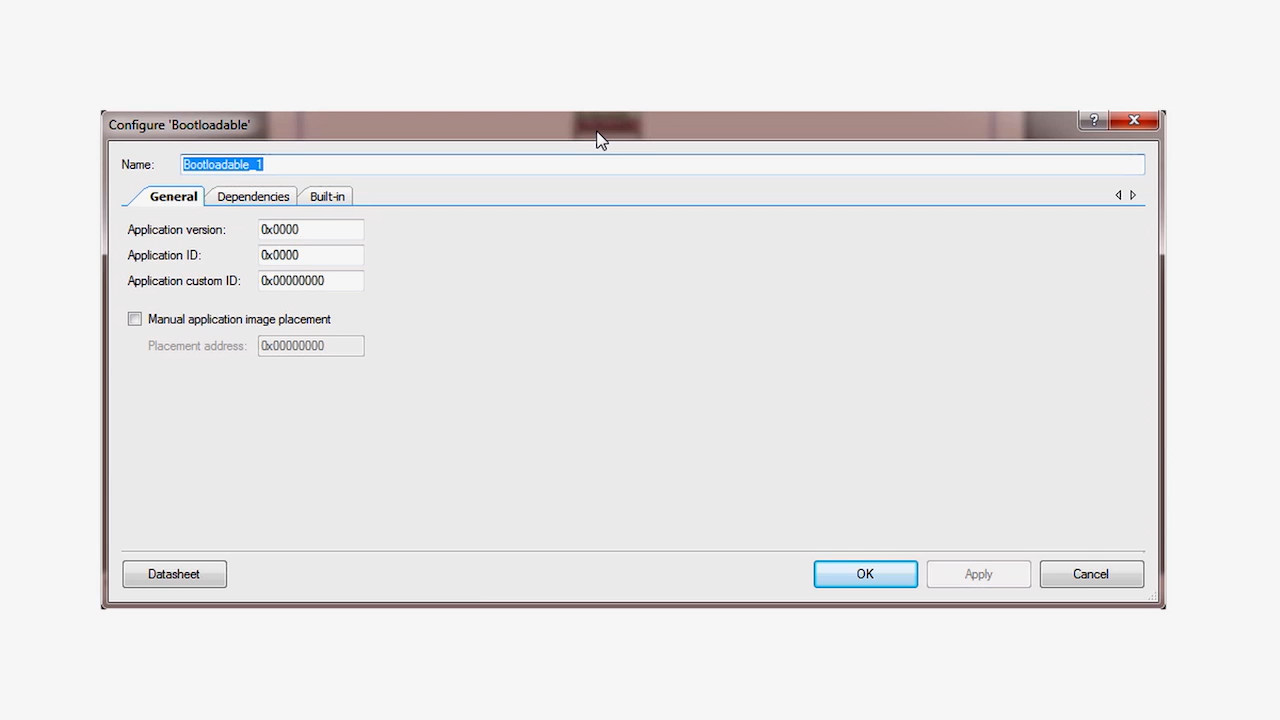 Configure 'Bootloadable'
?
Name: Bootloadable_1
General Dependencies Built-in
Application version: 0x0000
Application ID: 0x0000
Application custom ID: 0x00000000
Manual application image placement
Placement address: 0x00000000
Datasheet OK Apply Cancel